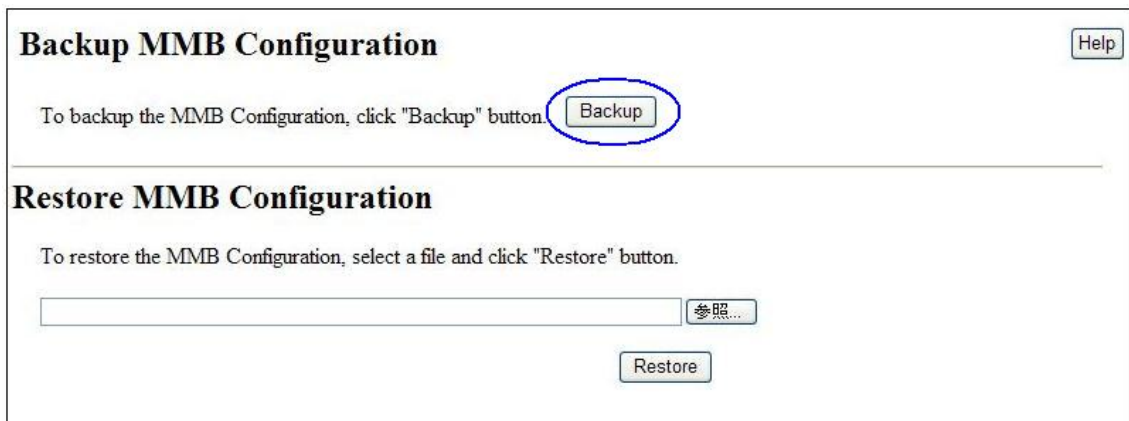 Backup MMB Configuration
Help
To backup the MMB Configuration, click "Backup" button.
Backup
Restore MMB Configuration
To restore the MMB Configuration, select a file and click "Restore" button.
参照...
Restore